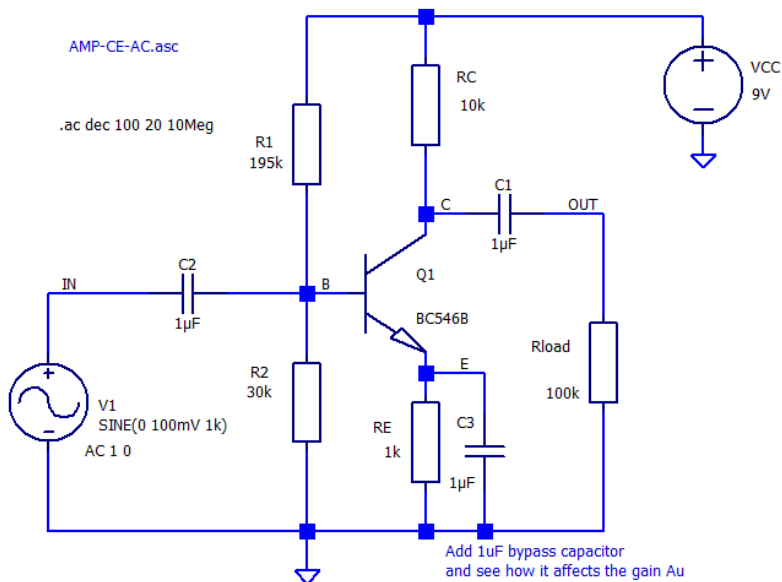 AMP-CE-AC.asc
.ac dec 100 20 10Meg
R1
195k
RC
10k
VCC
9V
C
C1
1µF
OUT
IN
C2
1µF
B
Q1
BC546B
V1
SINE(0 100mV 1k)
AC 1 0
R2
30k
E
RE
1k
C3
1µF
Rload
100k
Add 1uF bypass capacitor
and see how it affects the gain Au